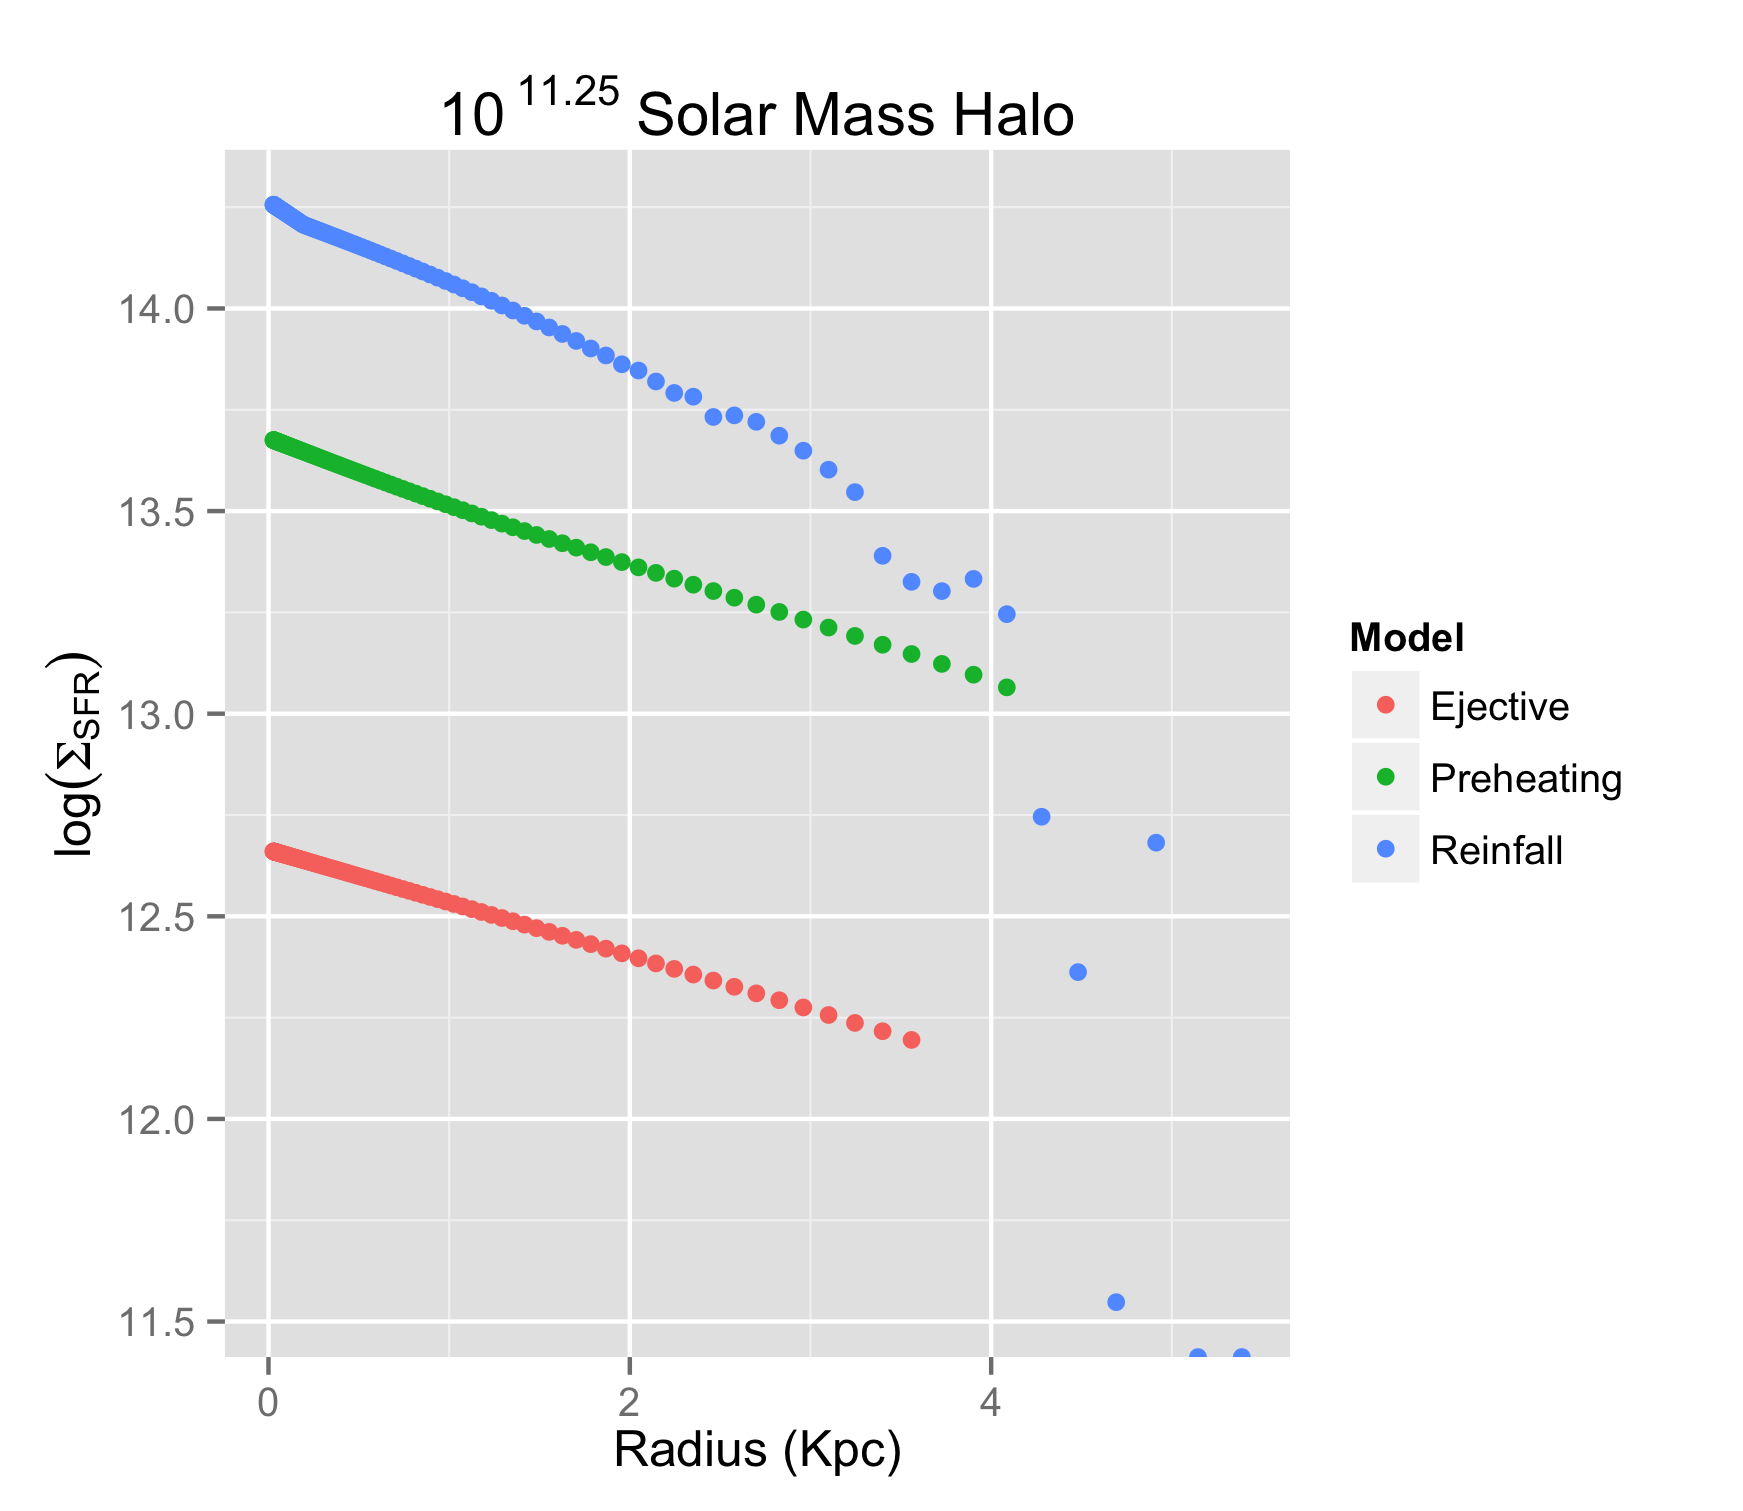 10 11.25 Solar Mass Halo
log(ΣSFR)
14.0
13.5
13.0
12.5
12.0
11.5
0 2 4
Radius (Kpc)
Model
Ejective
Preheating
Reinfall